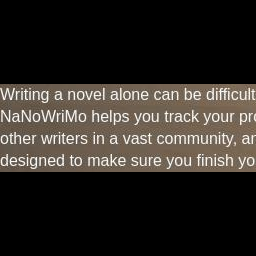 Writing a novel alone can be difficult
NaNoWriMo helps you track your pro
other writers in a vast community, an
designed to make sure you finish yo